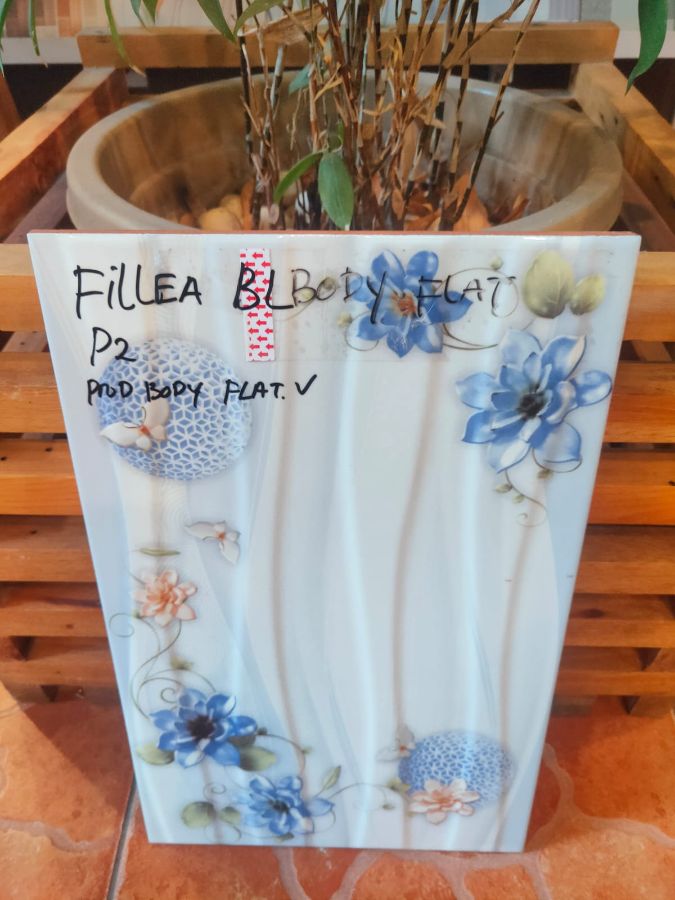 FiLLEA BL BODY FLAT
P2
PROD BODY FLAT. V